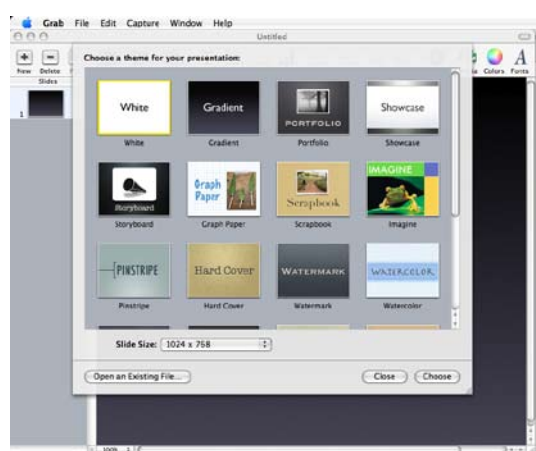 Grab File Edit Capture Window Help
Untitled
New Delete Colors Fonts
Slides
Choose a theme for your presentation:
1
White Gradient PORTFOLIO Showcase
White Gradient Portfolio Showcase
Storyboard Graph Paper Scrapbook IMAGINE
Storyboard Graph Paper Scrapbook Imagine
PINSTRIPE Hard Cover WATERMARK WATERCOLOR
Pinstripe Hard Cover Watermark Watercolor
Slide Size: 1024 x 768
Open an Existing File... Close Choose
100%